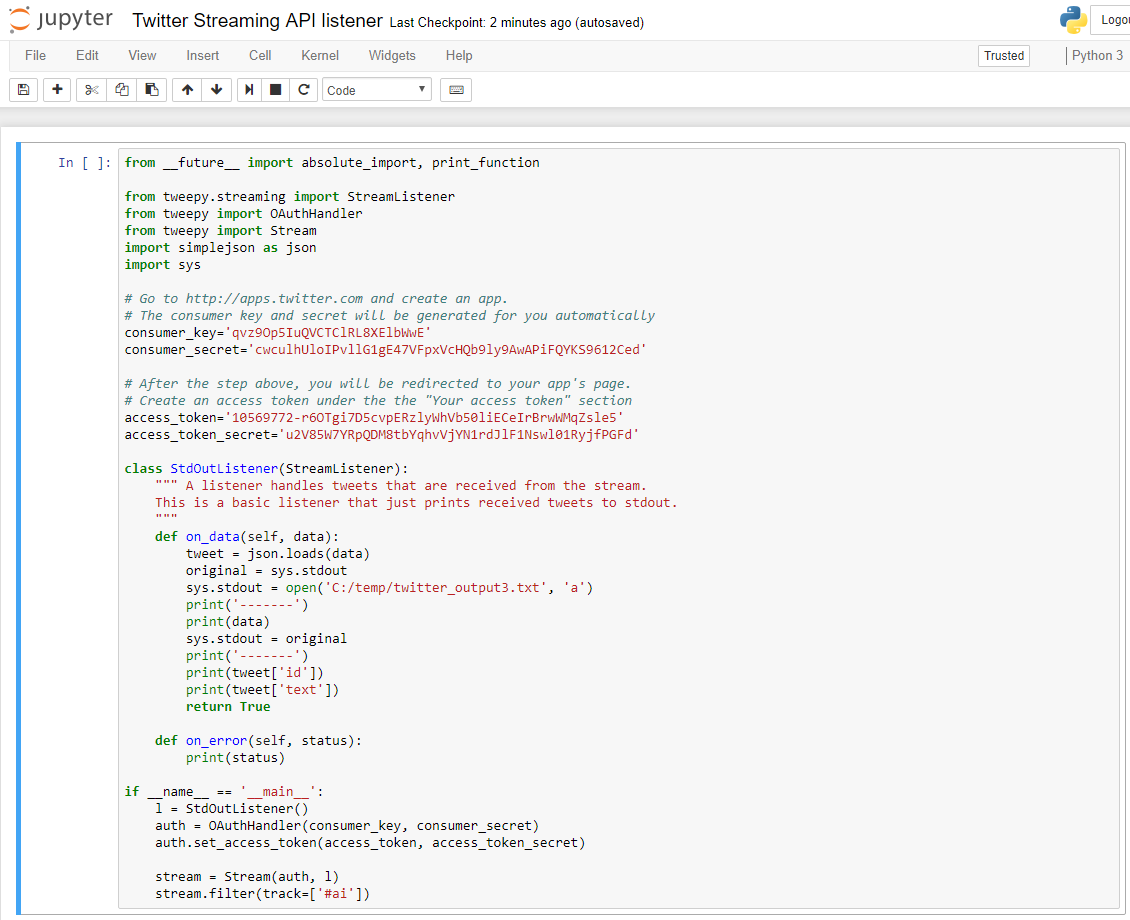 jupyter Twitter Streaming API listener Last Checkpoint: 2 minutes ago (autosaved)
Logou
File Edit View Insert Cell Kernel Widgets Help
Trusted
Python 3
Code
In [ ]:
from __future__ import absolute_import, print_function

from tweepy.streaming import StreamListener
from tweepy import OAuthHandler
from tweepy import Stream
import simplejson as json
import sys

# Go to http://apps.twitter.com and create an app.
# The consumer key and secret will be generated for you automatically
consumer_key='qvz9Op5IuQVCTClRL8XElbWwE'
consumer_secret='cwculhUloIPvllG1gE47VFpxVcHQb9ly9AwAPiFQYKS9612Ced'

# After the step above, you will be redirected to your app's page.
# Create an access token under the the "Your access token" section
access_token='10569772-r6OTgi7D5cvpERzlyWhVb50liECeIrBrwWMqZsle5'
access_token_secret='u2V85W7YRpQDM8tbYqhvVjYN1rdJlF1Nswl01RyjfPGFd'

class StdOutListener(StreamListener):
    """ A listener handles tweets that are received from the stream.
    This is a basic listener that just prints received tweets to stdout.
    """
    def on_data(self, data):
        tweet = json.loads(data)
        original = sys.stdout
        sys.stdout = open('C:/temp/twitter_output3.txt', 'a')
        print('-------')
        print(data)
        sys.stdout = original
        print('-------')
        print(tweet['id'])
        print(tweet['text'])
        return True

    def on_error(self, status):
        print(status)

if __name__ == '__main__':
    l = StdOutListener()
    auth = OAuthHandler(consumer_key, consumer_secret)
    auth.set_access_token(access_token, access_token_secret)

    stream = Stream(auth, l)
    stream.filter(track=['#ai'])